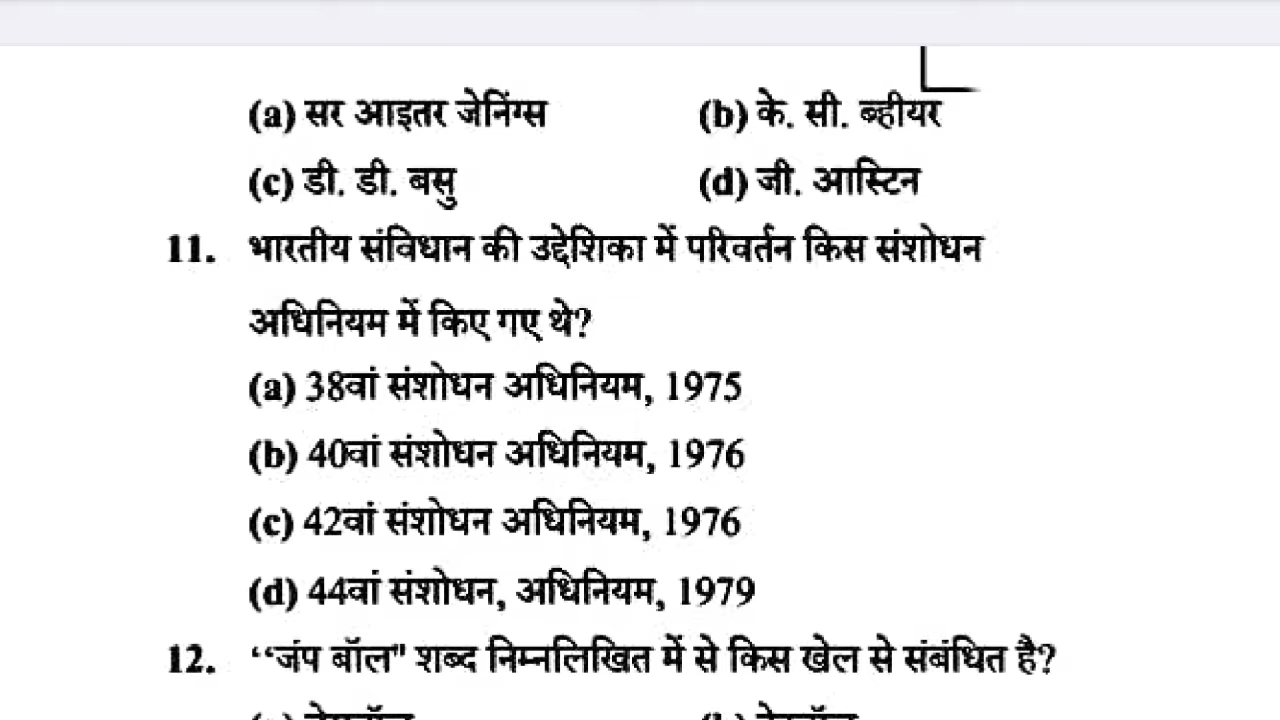 (a) सर आइतर जेनिंग्स (b) के. सी. व्हीयर
(c) डी. डी. बसु (d) जी. आस्टिन
11. भारतीय संविधान की उद्देशिका में परिवर्तन किस संशोधन
अधिनियम में किए गए थे?
(a) 38वां संशोधन अधिनियम, 1975
(b) 40वां संशोधन अधिनियम, 1976
(c) 42वां संशोधन अधिनियम, 1976
(d) 44वां संशोधन, अधिनियम, 1979
12. ‘‘जंप बॉल" शब्द निम्नलिखित में से किस खेल से संबंधित है?